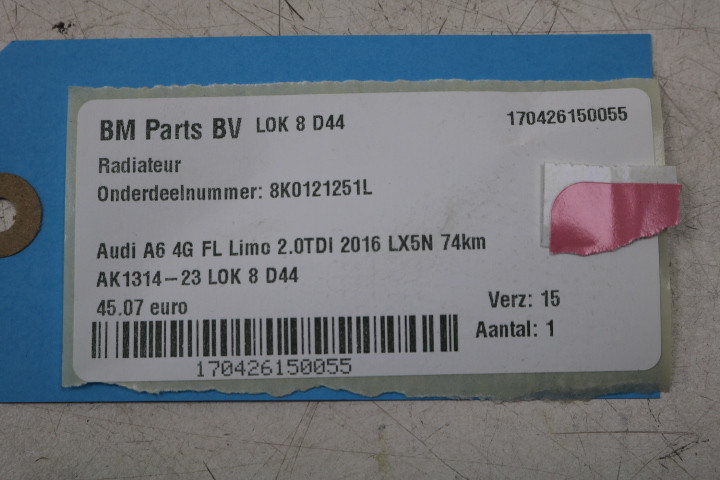 BM Parts BV LOK 8 D44 170426150055
Radiateur
Onderdeelnummer: 8K0121251L
Audi A6 4G FL Limo 2.0TDI 2016 LX5N 74km
AK1314-23 LOK 8 D44
45.07 euro
Verz: 15
Aantal: 1
170426150055